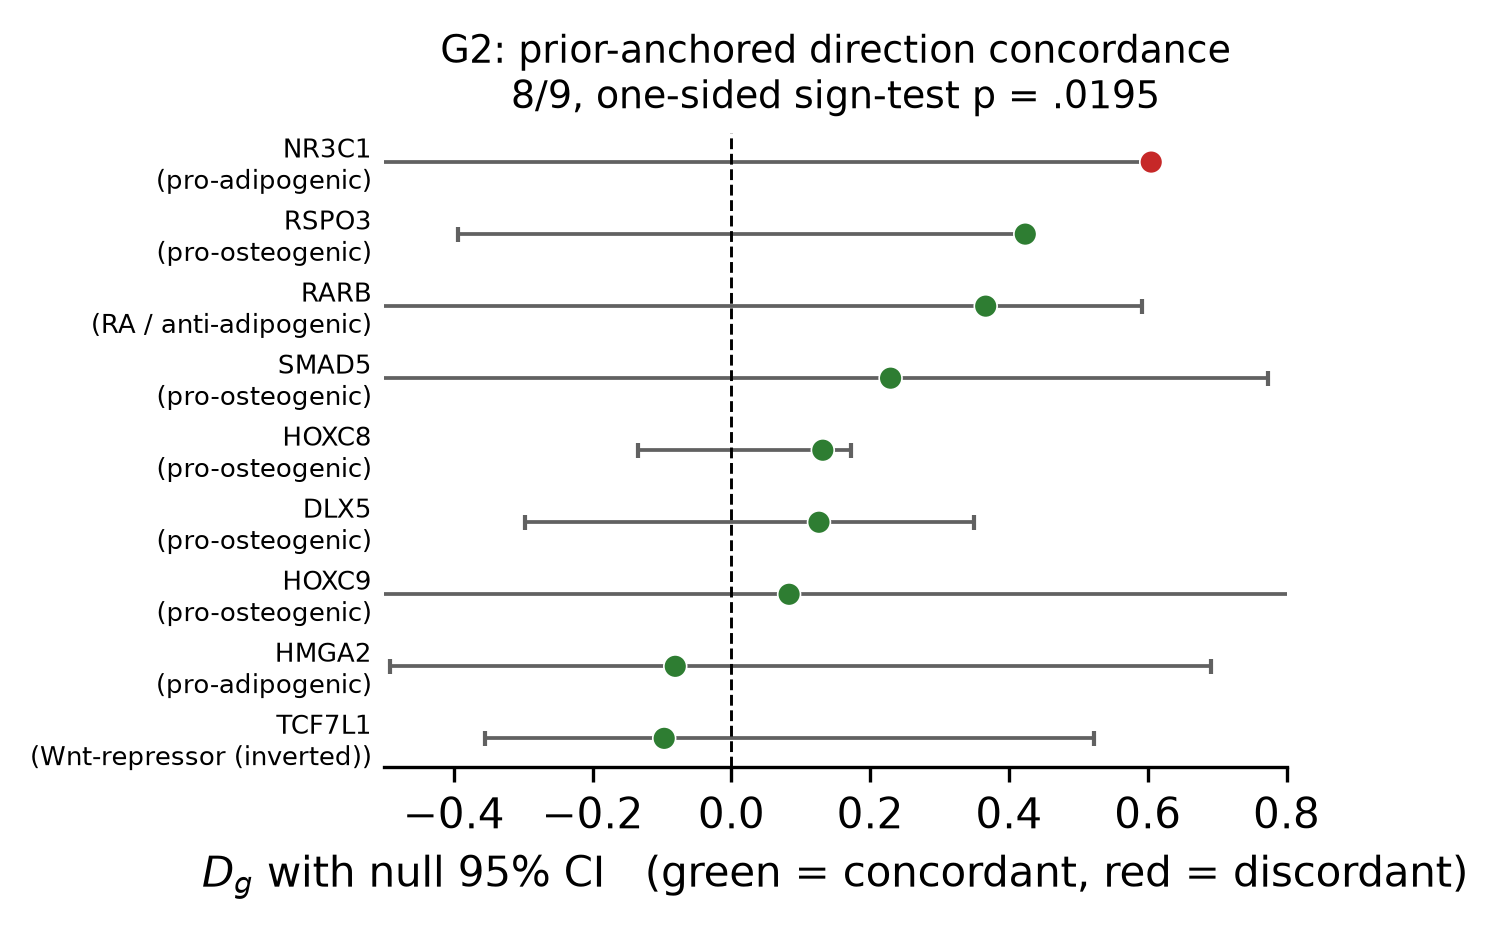 G2: prior-anchored direction concordance
8/9, one-sided sign-test p = .0195
NR3C1
(pro-adipogenic)
RSPO3
(pro-osteogenic)
RARB
(RA / anti-adipogenic)
SMAD5
(pro-osteogenic)
HOXC8
(pro-osteogenic)
DLX5
(pro-osteogenic)
HOXC9
(pro-osteogenic)
HMGA2
(pro-adipogenic)
TCF7L1
(Wnt-repressor (inverted))
−0.4 −0.2 0.0 0.2 0.4 0.6 0.8
D_g with null 95% CI (green = concordant, red = discordant)